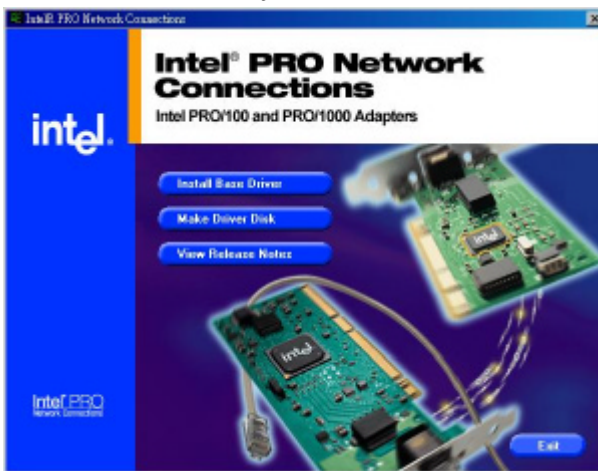 IntelR PRO Network Connections
Intel® PRO Network
Connections
Intel PRO/100 and PRO/1000 Adapters
intel.
Install Base Driver
Make Driver Disk
View Release Notes
intel
intel
Intel PRO
Network Connections
Exit